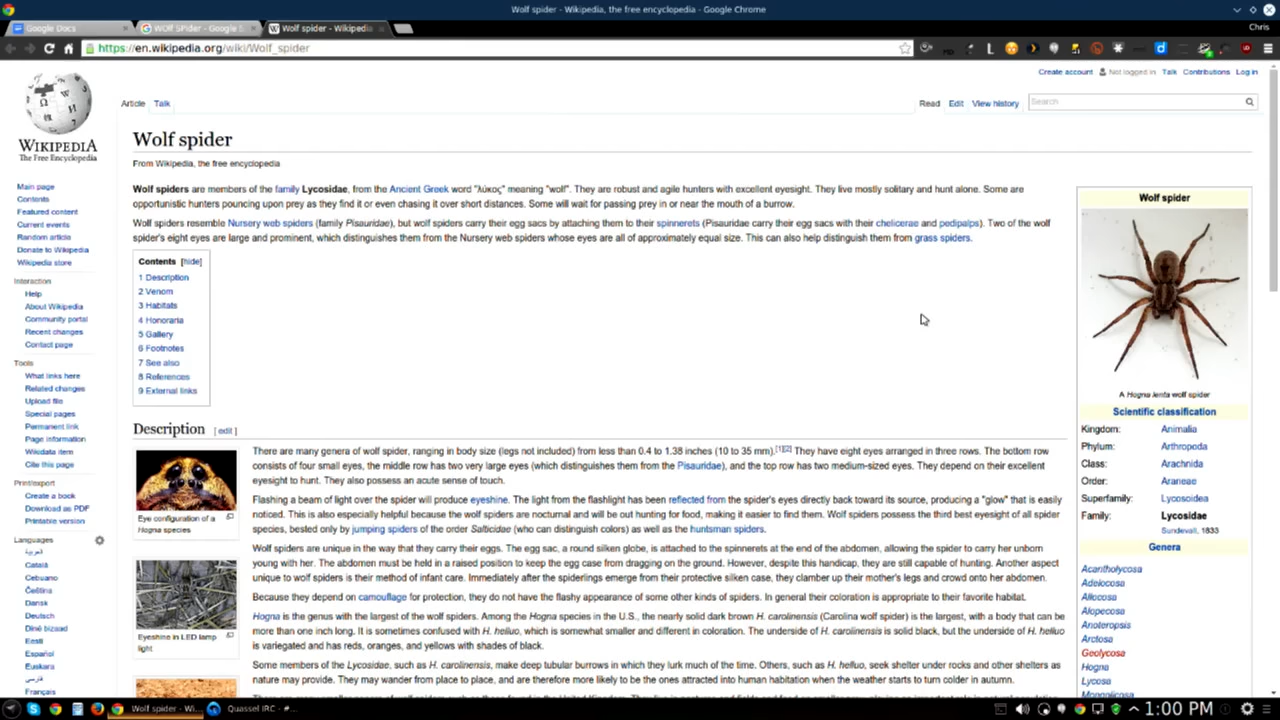 Wolf spider - Wikipedia, the free encyclopedia - Google Chrome
Google Docs
WOLF SPider - Google S
Wolf spider - Wikipedia
Chris
https://en.wikipedia.org/wiki/Wolf_spider
Create account Not logged in Talk Contributions Log in
Article Talk
Read Edit View history
Search
WIKIPEDIA
The Free Encyclopedia
Main page
Contents
Featured content
Current events
Random article
Donate to Wikipedia
Wikipedia store
Interaction
Help
About Wikipedia
Community portal
Recent changes
Contact page
Tools
What links here
Related changes
Upload file
Special pages
Permanent link
Page information
Wikidata item
Cite this page
Print/export
Create a book
Download as PDF
Printable version
Languages
العربية
Català
Cebuano
Čeština
Dansk
Deutsch
Diné bizaad
Eesti
Español
Euskara
فارسی
Français
Wolf spider
From Wikipedia, the free encyclopedia
Wolf spiders are members of the family Lycosidae, from the Ancient Greek word "λύκος" meaning "wolf". They are robust and agile hunters with excellent eyesight. They live mostly solitary and hunt alone. Some are
opportunistic hunters pouncing upon prey as they find it or even chasing it over short distances. Some will wait for passing prey in or near the mouth of a burrow.
Wolf spiders resemble Nursery web spiders (family Pisauridae), but wolf spiders carry their egg sacs by attaching them to their spinnerets (Pisauridae carry their egg sacs with their chelicerae and pedipalps). Two of the wolf
spider's eight eyes are large and prominent, which distinguishes them from the Nursery web spiders whose eyes are all of approximately equal size. This can also help distinguish them from grass spiders.
Contents [hide]
1 Description
2 Venom
3 Habitats
4 Honoraria
5 Gallery
6 Footnotes
7 See also
8 References
9 External links
Description [ edit ]
Eye configuration of a
Hogna species
Eyeshine in LED lamp
light
There are many genera of wolf spider, ranging in body size (legs not included) from less than 0.4 to 1.38 inches (10 to 35 mm).[1][2] They have eight eyes arranged in three rows. The bottom row
consists of four small eyes, the middle row has two very large eyes (which distinguishes them from the Pisauridae), and the top row has two medium-sized eyes. They depend on their excellent
eyesight to hunt. They also possess an acute sense of touch.
Flashing a beam of light over the spider will produce eyeshine. The light from the flashlight has been reflected from the spider's eyes directly back toward its source, producing a "glow" that is easily
noticed. This is also especially helpful because the wolf spiders are nocturnal and will be out hunting for food, making it easier to find them. Wolf spiders possess the third best eyesight of all spider
species, bested only by jumping spiders of the order Salticidae (who can distinguish colors) as well as the huntsman spiders.
Wolf spiders are unique in the way that they carry their eggs. The egg sac, a round silken globe, is attached to the spinnerets at the end of the abdomen, allowing the spider to carry her unborn
young with her. The abdomen must be held in a raised position to keep the egg case from dragging on the ground. However, despite this handicap, they are still capable of hunting. Another aspect
unique to wolf spiders is their method of infant care. Immediately after the spiderlings emerge from their protective silken case, they clamber up their mother's legs and crowd onto her abdomen.
Because they depend on camouflage for protection, they do not have the flashy appearance of some other kinds of spiders. In general their coloration is appropriate to their favorite habitat.
Hogna is the genus with the largest of the wolf spiders. Among the Hogna species in the U.S., the nearly solid dark brown H. carolinensis (Carolina wolf spider) is the largest, with a body that can be
more than one inch long. It is sometimes confused with H. helluo, which is somewhat smaller and different in coloration. The underside of H. carolinensis is solid black, but the underside of H. helluo
is variegated and has reds, oranges, and yellows with shades of black.
Some members of the Lycosidae, such as H. carolinensis, make deep tubular burrows in which they lurk much of the time. Others, such as H. helluo, seek shelter under rocks and other shelters as
nature may provide. They may wander from place to place, and are therefore more likely to be the ones attracted into human habitation when the weather starts to turn colder in autumn.
Wolf spider
A Hogna lenta wolf spider
Scientific classification
Kingdom: Animalia
Phylum: Arthropoda
Class: Arachnida
Order: Araneae
Superfamily: Lycosoidea
Family: Lycosidae
Sundevall, 1833
Genera
Acantholycosa
Adelocosa
Allocosa
Alopecosa
Anoteropsis
Arctosa
Geolycosa
Hogna
Lycosa
Wolf spider - Wi...
Quassel IRC - #...
1:00 PM